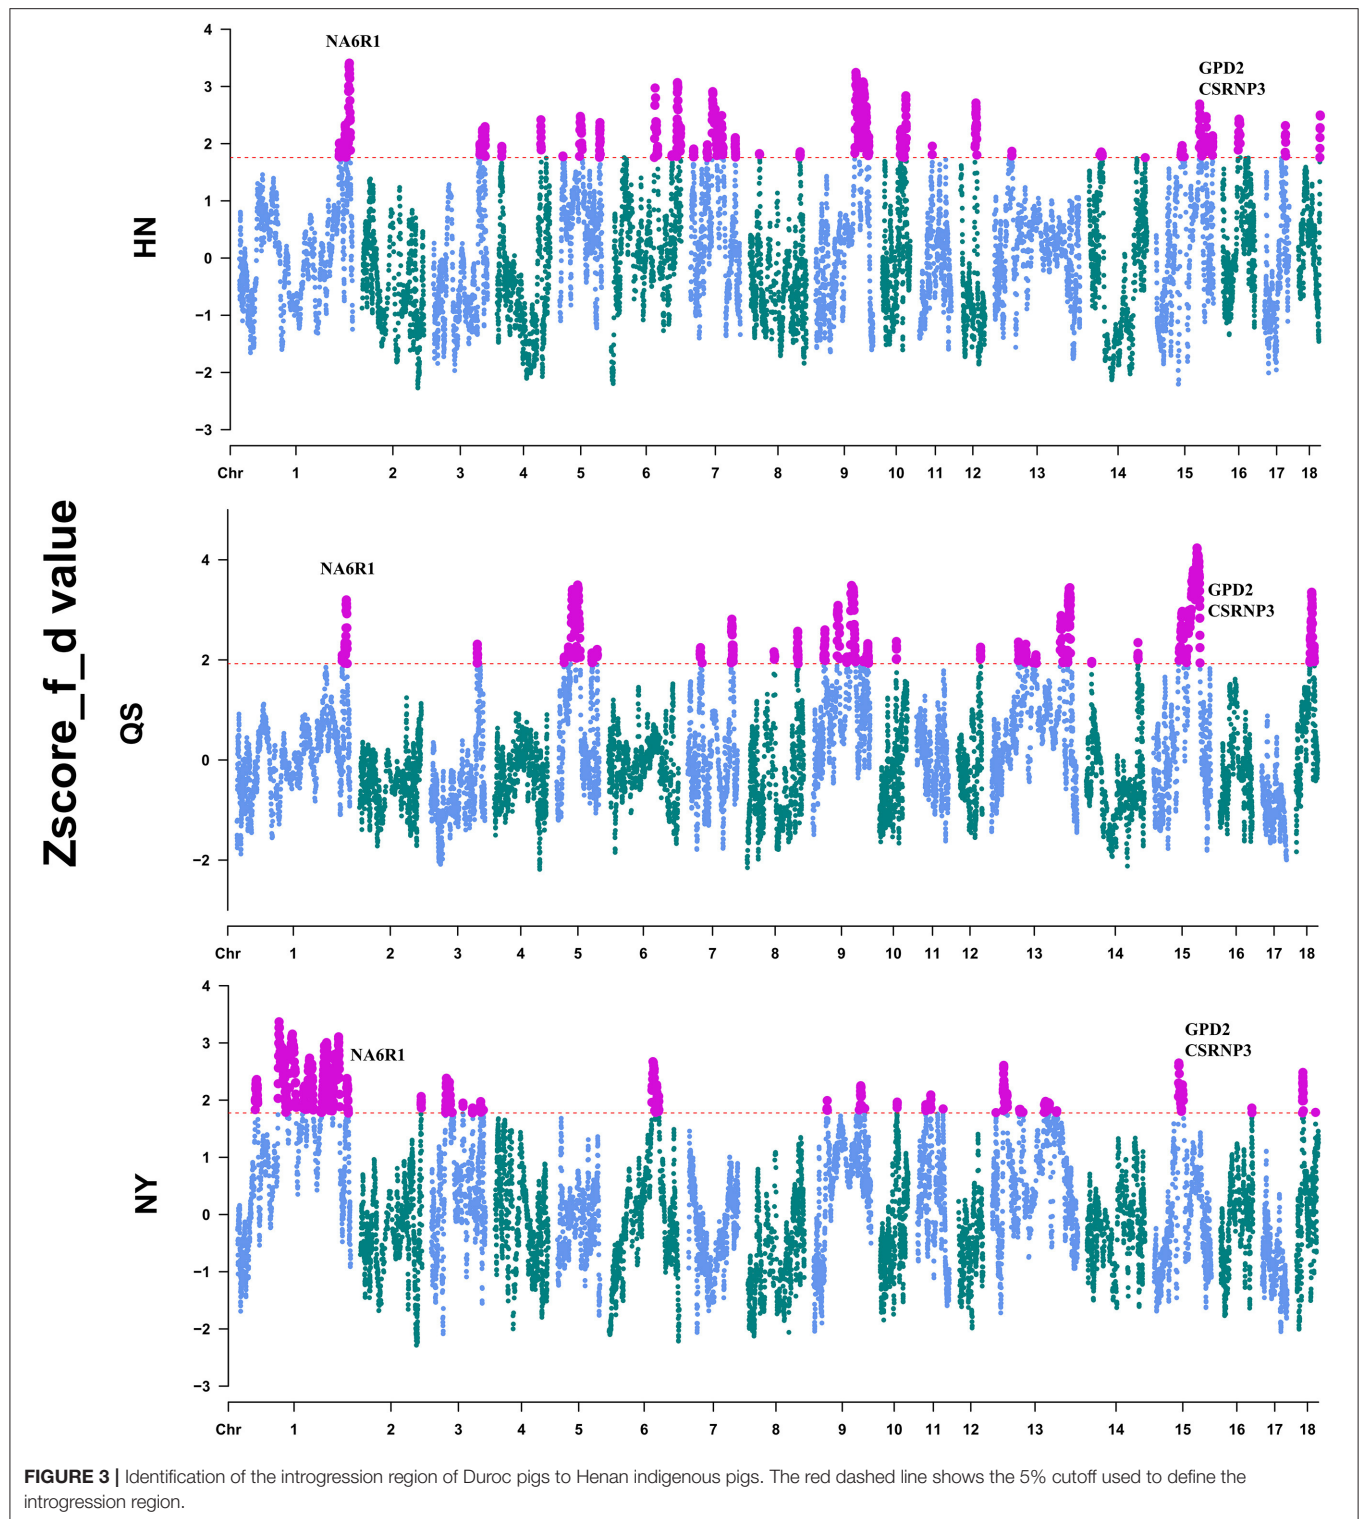 Zscore_f_d value
HN
4
3
2
1
0
−1
−2
−3
NA6R1
GPD2
CSRNP3
Chr 1 2 3 4 5 6 7 8 9 10 11 12 13 14 15 16 17 18
QS
4
2
0
−2
NA6R1
GPD2
CSRNP3
Chr 1 2 3 4 5 6 7 8 9 10 11 12 13 14 15 16 17 18
NY
4
3
2
1
0
−1
−2
−3
NA6R1
GPD2
CSRNP3
Chr 1 2 3 4 5 6 7 8 9 10 11 12 13 14 15 16 17 18
FIGURE 3 | Identification of the introgression region of Duroc pigs to Henan indigenous pigs. The red dashed line shows the 5% cutoff used to define the
introgression region.